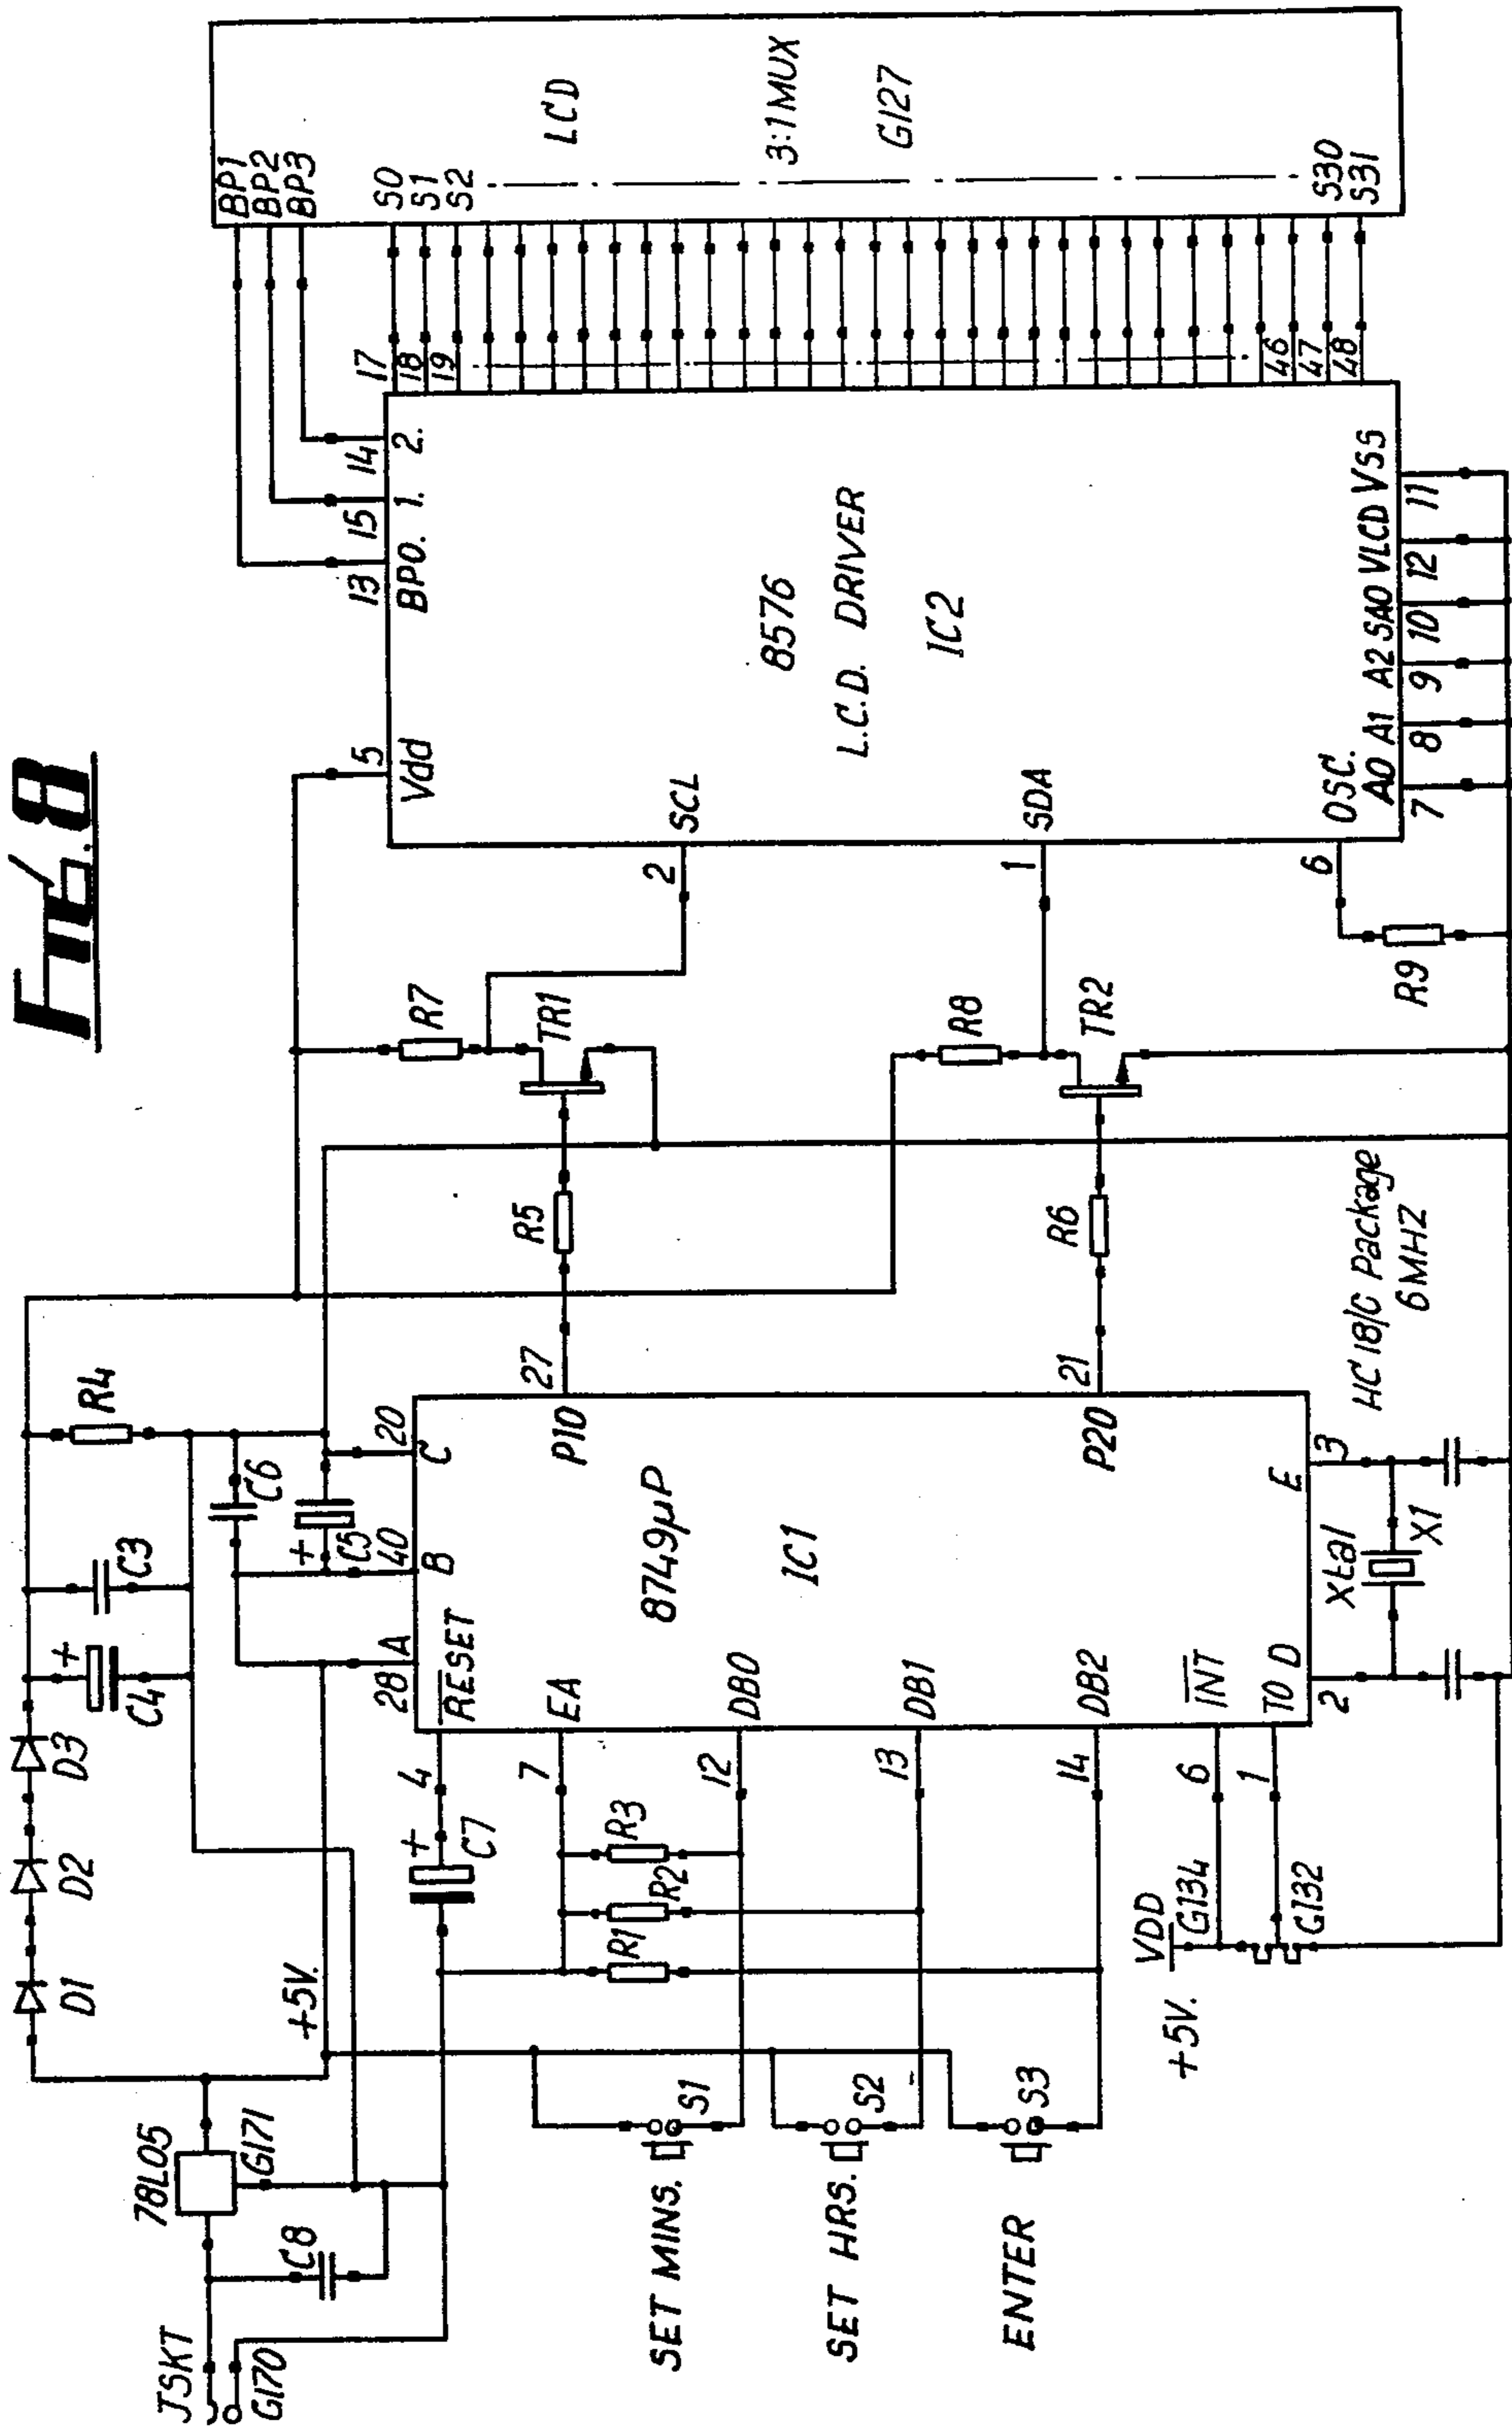 FIG. 8
JSKT
G170
78L05
G171
C8
+5V.
D1
D2
D3
C4
+
C3
R4
C6
C5
+
28
A
40
B
20
C
RESET
4
+
C7
EA
7
R1
R2
R3
DB0
12
DB1
13
DB2
14
INT
6
T0
1
D
2
E
3
8749µP
IC1
P10
27
P20
21
SET MINS.
S1
SET HRS.
S2
ENTER
S3
+5V.
VDD
G134
G132
Xtal
X1
HC 18/C Package
6MHZ
R5
R6
R7
TR1
R8
TR2
R9
SCL
2
SDA
1
OSC.
6
Vdd
5
BP0.
13
1.
15
2.
14
8576
L.C.D. DRIVER
IC2
A0
7
A1
8
A2
9
SA0
10
VLCD
12
VSS
11
17
18
19
46
47
48
BP1
BP2
BP3
S0
S1
S2
S30
S31
LCD
3:1MUX
G127